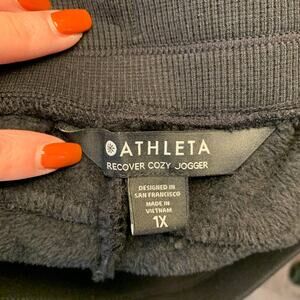 ATHLETA
RECOVER COZY JOGGER
DESIGNED IN
SAN FRANCISCO
MADE IN
VIETNAM
1X